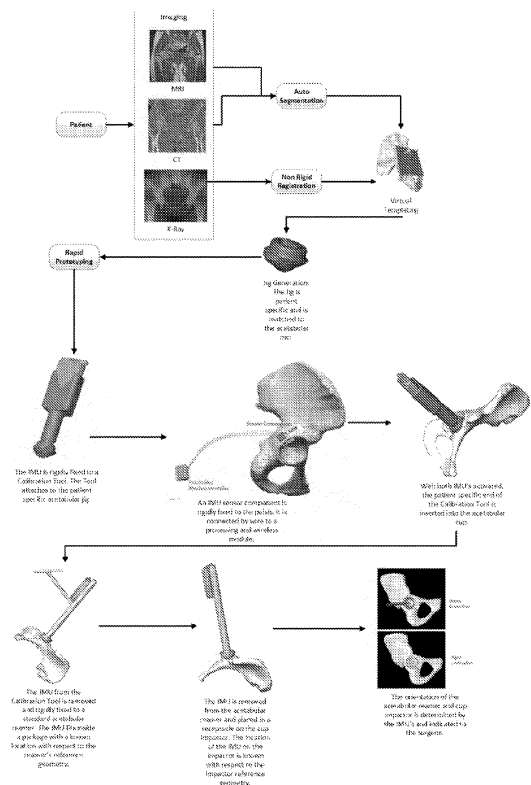 Imaging
MRI
Auto
Segmentation
Patient
CT
Non Rigid
Registration
X-Ray
Virtual
Templating
Rapid
Prototyping
Jig Generation.
The jig is
patient
specific and is
matched to
the acetabular
The IMU is rigidly fixed to a
Calibration Tool. The Tool
attaches to the patient
specific acetabular jig
An IMU sensor component is
rigidly fixed to the pelvis. It is
connected by wire to a
processing and wireless
module.
With both IMU's activated,
the patient specific end of
the Calibration Tool is
inserted into the acetabular
cup
The IMU from the
Calibration Tool is removed
and rigidly fixed to a
standard acetabular
reamer. The IMU
a package with a known
location with respect to the
reamer's reference
geometry.
The IMU is removed
from the acetabular
reamer and placed in a
receptacle on the cup
impactor. The location
of the IMU on the
impactor is known
with respect to the
impactor reference
geometry.
The orientation of the
acetabular reamer and cup
impactor is determined by
the IMU's and indicated to
the surgeon.